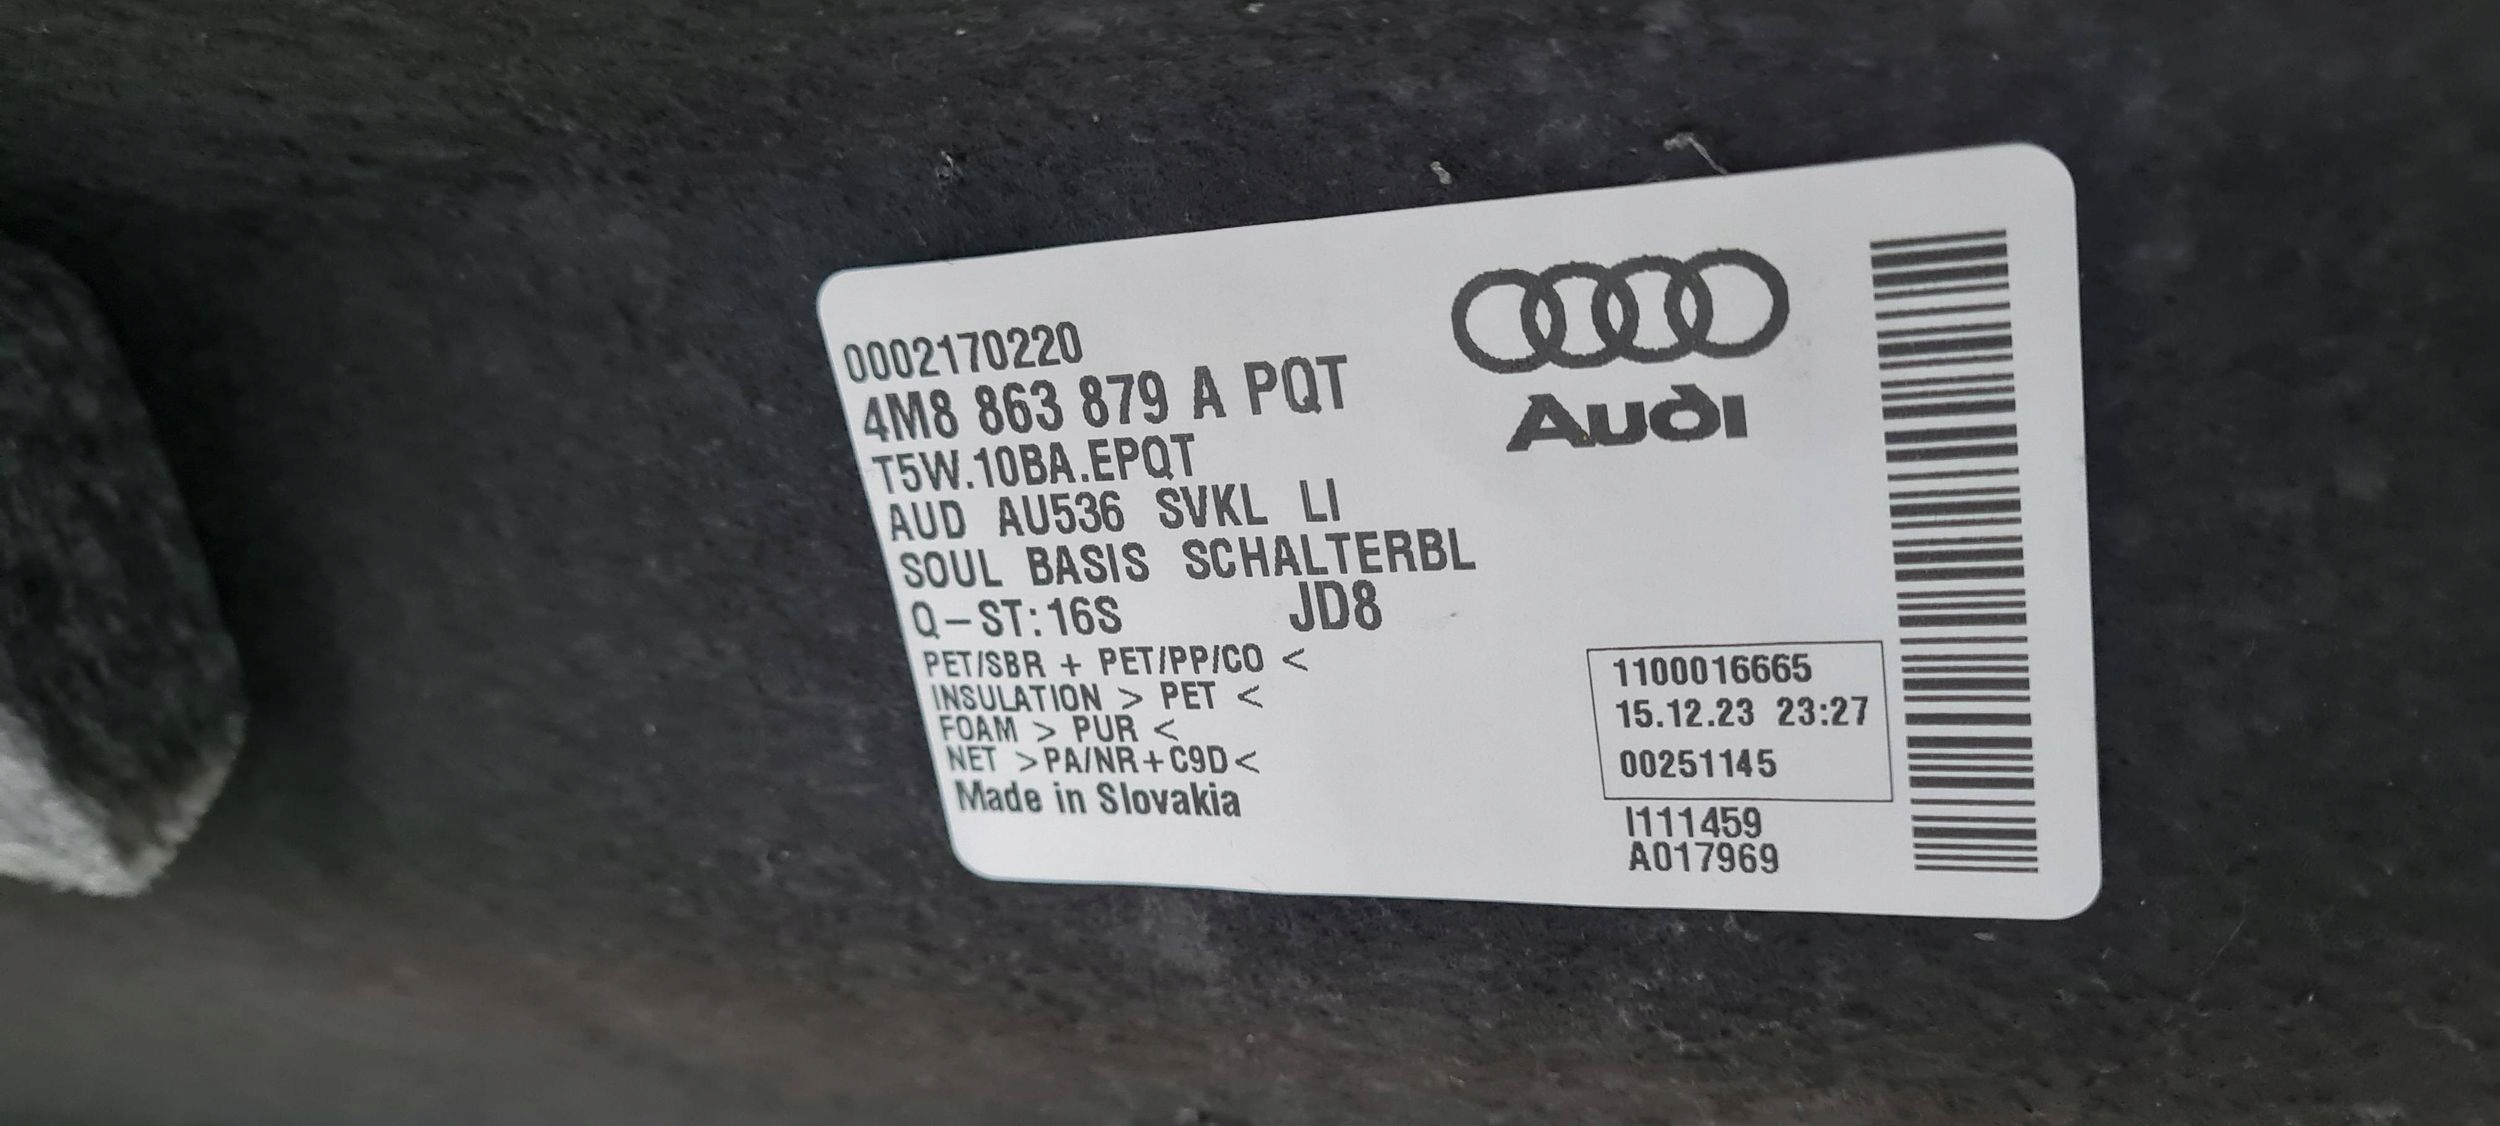 0002170220
4M8 863 879 A PQT
T5W.10BA.EPQT
AUD AU536 SVKL LI
SOUL BASIS SCHALTERBL
Q-ST:16S JD8
PET/SBR + PET/PP/CO <
INSULATION > PET <
FOAM > PUR <
NET >PA/NR+C9D<
Made in Slovakia
Audi
1100016665
15.12.23 23:27
00251145
I111459
A017969